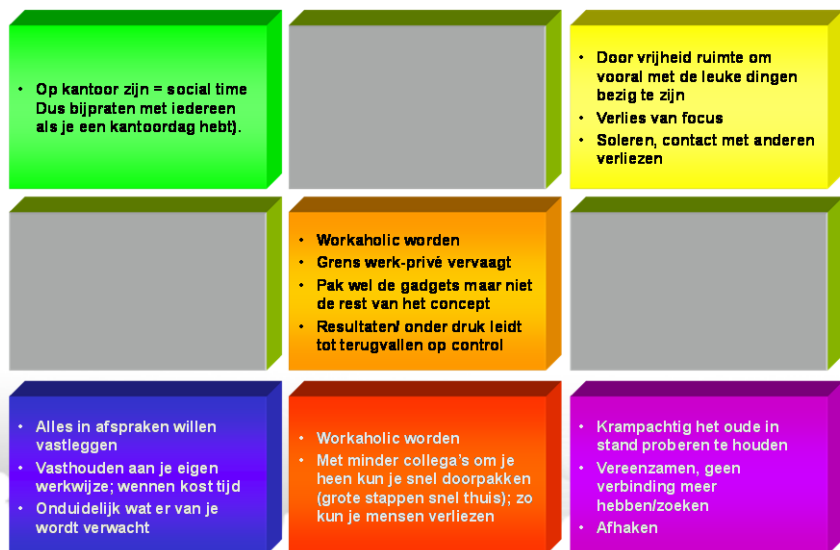 • Op kantoor zijn = social time
Dus bijpraten met iedereen
als je een kantoordag hebt).
• Door vrijheid ruimte om
vooral met de leuke dingen
bezig te zijn
• Verlies van focus
• Soleren, contact met anderen
verliezen
• Workaholic worden
• Grens werk-privé vervaagt
• Pak wel de gadgets maar niet
de rest van het concept
• Resultaten/ onder druk leidt
tot terugvallen op control
• Alles in afspraken willen
vastleggen
• Vasthouden aan je eigen
werkwijze; wennen kost tijd
• Onduidelijk wat er van je
wordt verwacht
• Workaholic worden
• Met minder collega's om je
heen kun je snel doorpakken
(grote stappen snel thuis); zo
kun je mensen verliezen
• Krampachtig het oude in
stand proberen te houden
• Vereenzamen, geen
verbinding meer
hebben/zoeken
• Afhaken